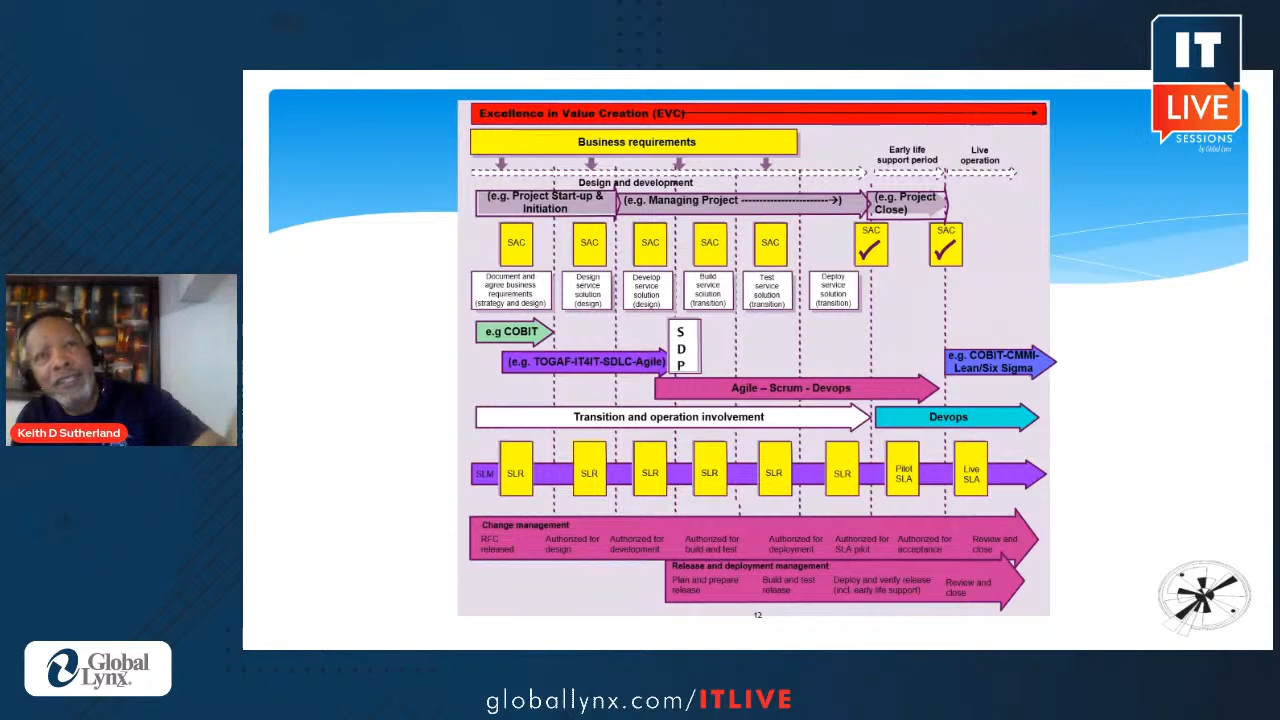 IT
LIVE
SESSIONS
by Global Lynx
Excellence in Value Creation (EVC)
Business requirements
Early life
support period
Live
operation
Design and development
(e.g. Project Start-up &
Initiation
(e.g. Managing Project ------------------------→)
(e.g. Project
Close)
SAC
SAC
SAC
SAC
SAC
SAC
SAC
Document and
agree business
requirements
(strategy and design)
Design
service
solution
(design)
Develop
service
solution
(design)
Build
service
solution
(transition)
Test
service
solution
(transition)
Deploy
service
solution
(transition)
e.g COBIT
S
D
P
(e.g. TOGAF-IT4IT-SDLC-Agile)
e.g. COBIT-CMMI-
Lean/Six Sigma
Agile – Scrum - Devops
Transition and operation involvement
Devops
Keith D Sutherland
SLM
SLR
SLR
SLR
SLR
SLR
SLR
Pilot
SLA
Live
SLA
Change management
RFC
released
Authorized for
design
Authorized for
development
Authorized for
build and test
Authorized for
deployment
Authorized for
SLA pilot
Authorized for
acceptance
Review and
close
Release and deployment management
Plan and prepare
release
Build and test
release
Deploy and verify release
(incl. early life support)
Review and
close
12
Global
Lynx
globallynx.com/ITLIVE